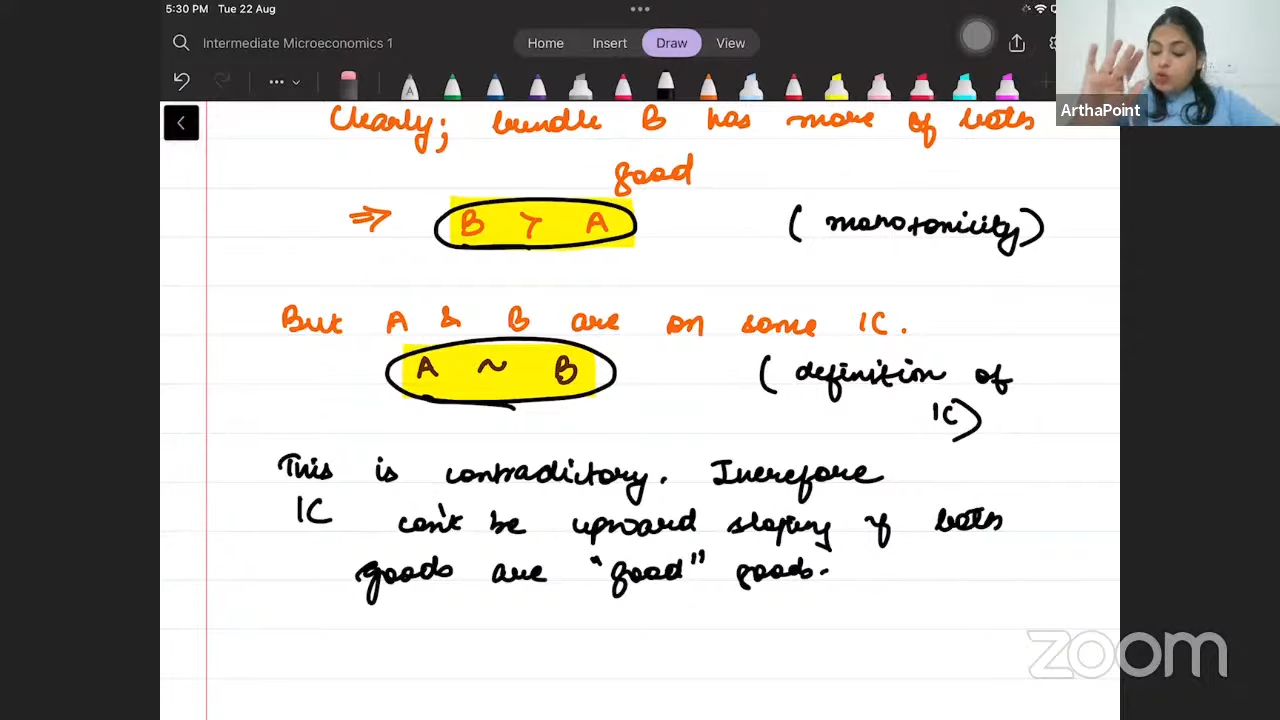 5:30 PM Tue 22 Aug
Intermediate Microeconomics 1
Home Insert Draw View
ArthaPoint
Clearly; bundle B has more of both
good
⇒ B > A (monotonicity)
But A & B are on same IC.
A ~ B (definition of
IC)
This is contradictory. Therefore
IC can't be upward sloping if both
goods are "good" goods.
zoom